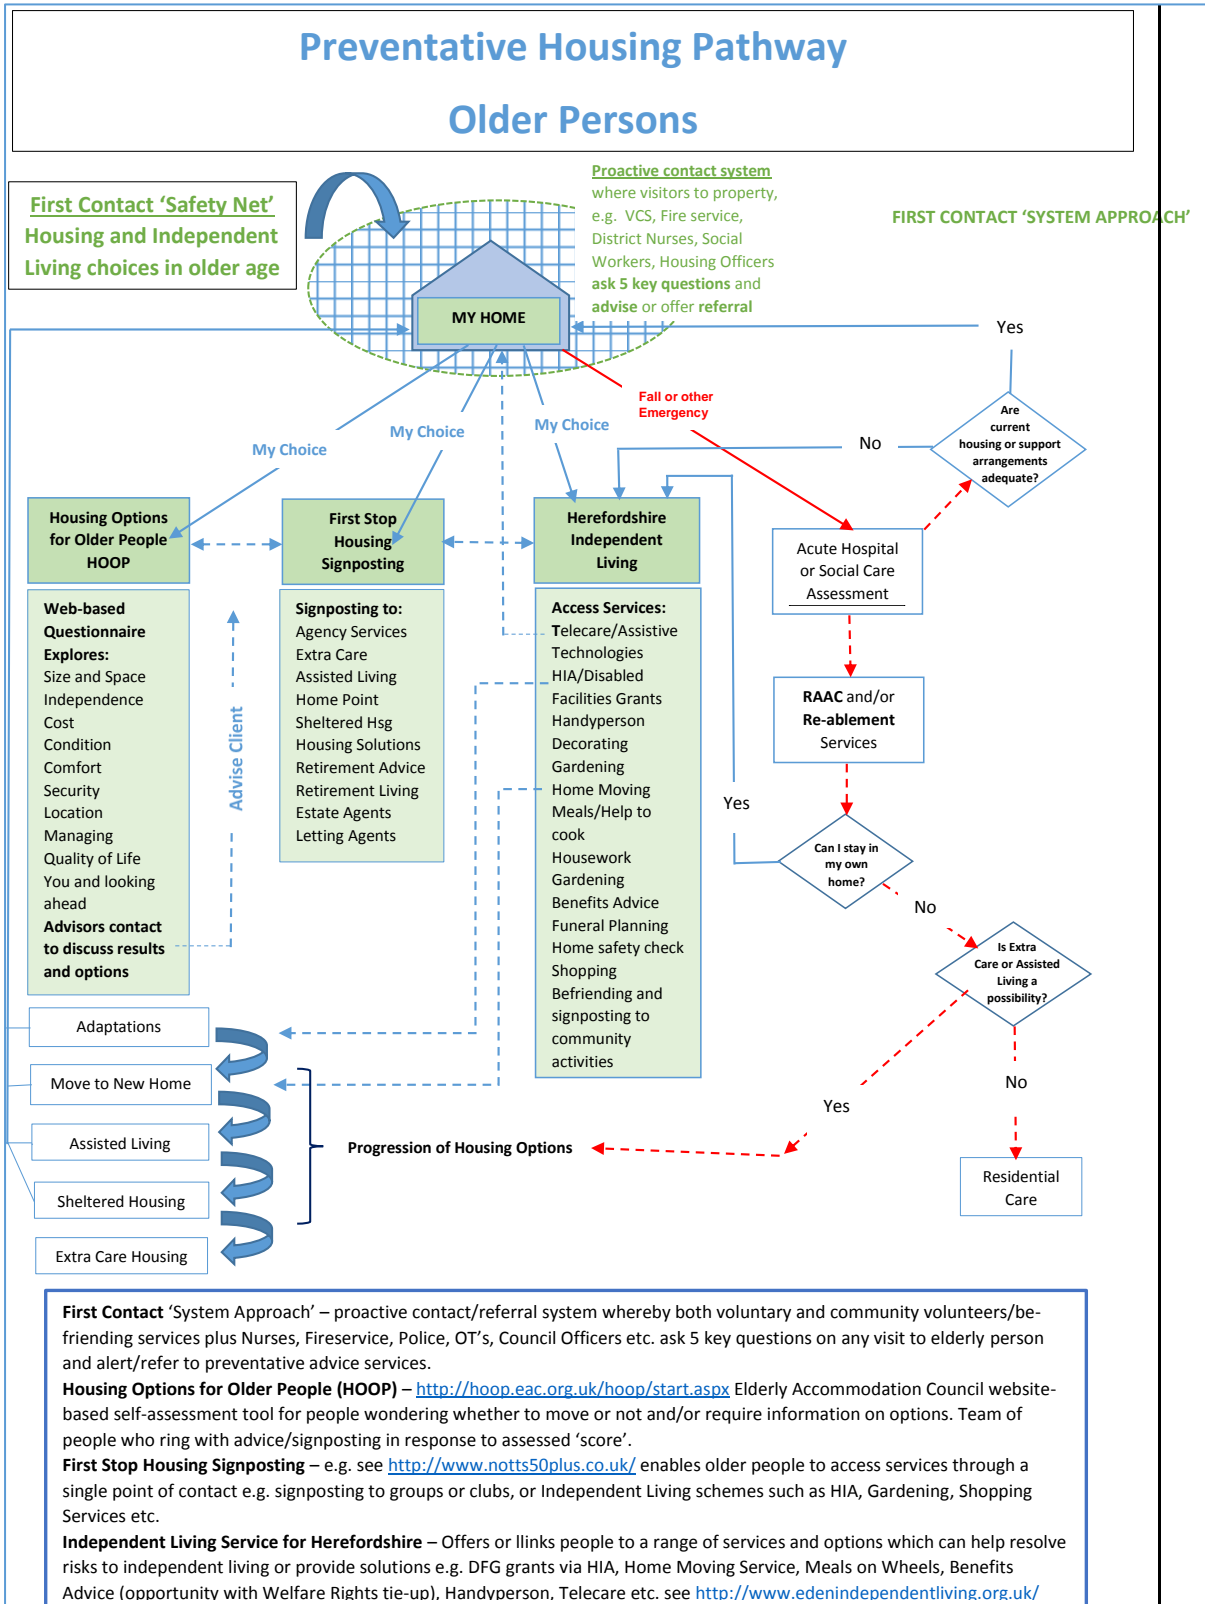 Preventative Housing Pathway
Older Persons
First Contact ‘Safety Net’
Housing and Independent
Living choices in older age
Proactive contact system
where visitors to property,
e.g. VCS, Fire service,
District Nurses, Social
Workers, Housing Officers
ask 5 key questions and
advise or offer referral
FIRST CONTACT ‘SYSTEM APPROACH’
MY HOME
Yes
Fall or other
Emergency
Are
current
housing or support
arrangements
adequate?
No
My Choice
My Choice
My Choice
Housing Options
for Older People
HOOP
First Stop
Housing
Signposting
Herefordshire
Independent
Living
Acute Hospital
or Social Care
Assessment
Web-based
Questionnaire
Explores:
Size and Space
Independence
Cost
Condition
Comfort
Security
Location
Managing
Quality of Life
You and looking
ahead
Advisors contact
to discuss results
and options
Advise Client
Signposting to:
Agency Services
Extra Care
Assisted Living
Home Point
Sheltered Hsg
Housing Solutions
Retirement Advice
Retirement Living
Estate Agents
Letting Agents
Access Services:
Telecare/Assistive
Technologies
HIA/Disabled
Facilities Grants
Handyperson
Decorating
Gardening
Home Moving
Meals/Help to
cook
Housework
Gardening
Benefits Advice
Funeral Planning
Home safety check
Shopping
Befriending and
signposting to
community
activities
RAAC and/or
Re-ablement
Services
Yes
Can I stay in
my own
home?
No
Is Extra
Care or Assisted
Living a
possibility?
Adaptations
Move to New Home
Assisted Living
Sheltered Housing
Extra Care Housing
Progression of Housing Options
Yes
No
Residential
Care
First Contact ‘System Approach’ – proactive contact/referral system whereby both voluntary and community volunteers/be-
friending services plus Nurses, Fireservice, Police, OT’s, Council Officers etc. ask 5 key questions on any visit to elderly person
and alert/refer to preventative advice services.
Housing Options for Older People (HOOP) – http://hoop.eac.org.uk/hoop/start.aspx Elderly Accommodation Council website-
based self-assessment tool for people wondering whether to move or not and/or require information on options. Team of
people who ring with advice/signposting in response to assessed ‘score’.
First Stop Housing Signposting – e.g. see http://www.notts50plus.co.uk/ enables older people to access services through a
single point of contact e.g. signposting to groups or clubs, or Independent Living schemes such as HIA, Gardening, Shopping
Services etc.
Independent Living Service for Herefordshire – Offers or llinks people to a range of services and options which can help resolve
risks to independent living or provide solutions e.g. DFG grants via HIA, Home Moving Service, Meals on Wheels, Benefits
Advice (opportunity with Welfare Rights tie-up), Handyperson, Telecare etc. see http://www.edenindependentliving.org.uk/